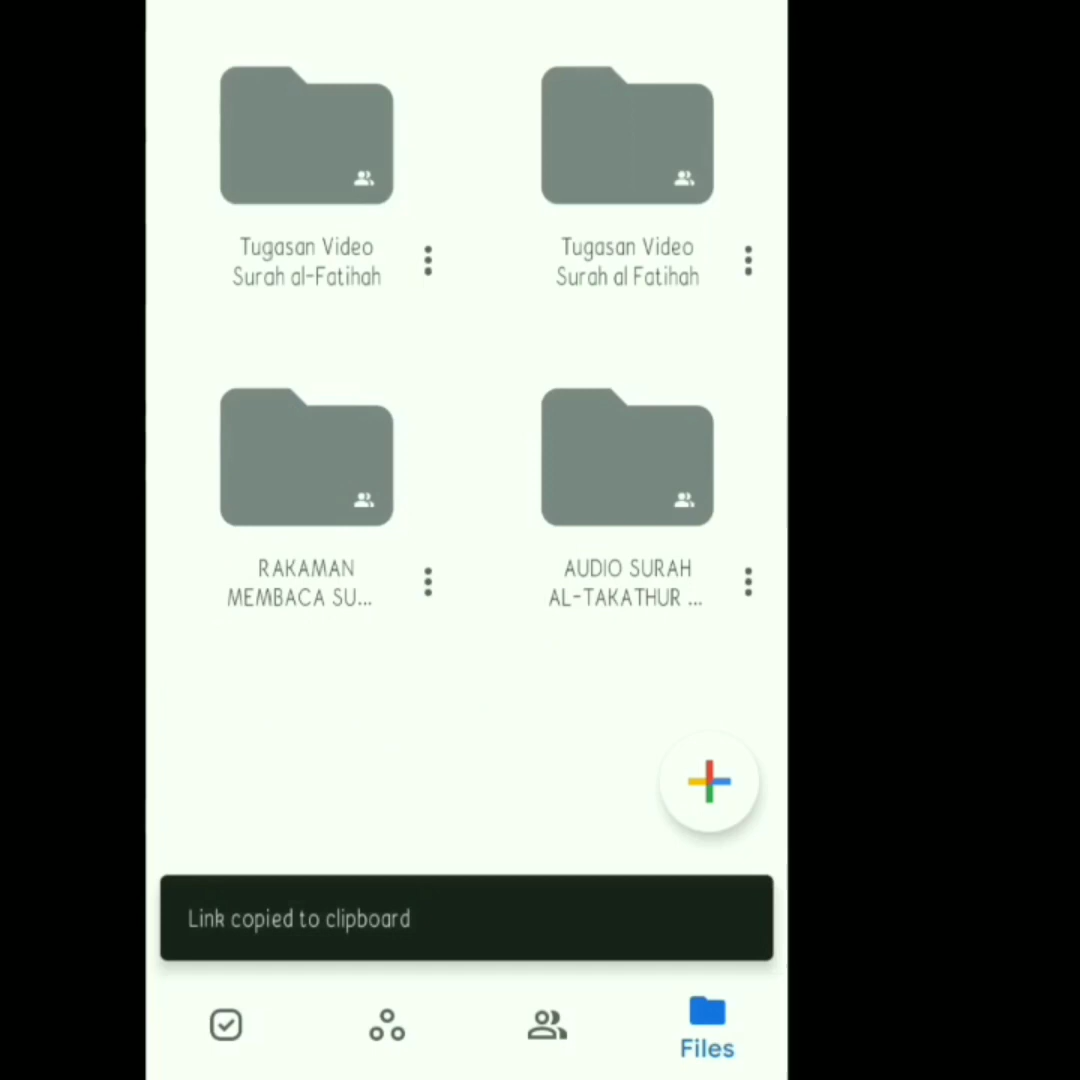 Tugasan Video
Surah al-Fatihah
Tugasan Video
Surah al Fatihah
RAKAMAN
MEMBACA SU...
AUDIO SURAH
AL-TAKATHUR ...
Link copied to clipboard
Files